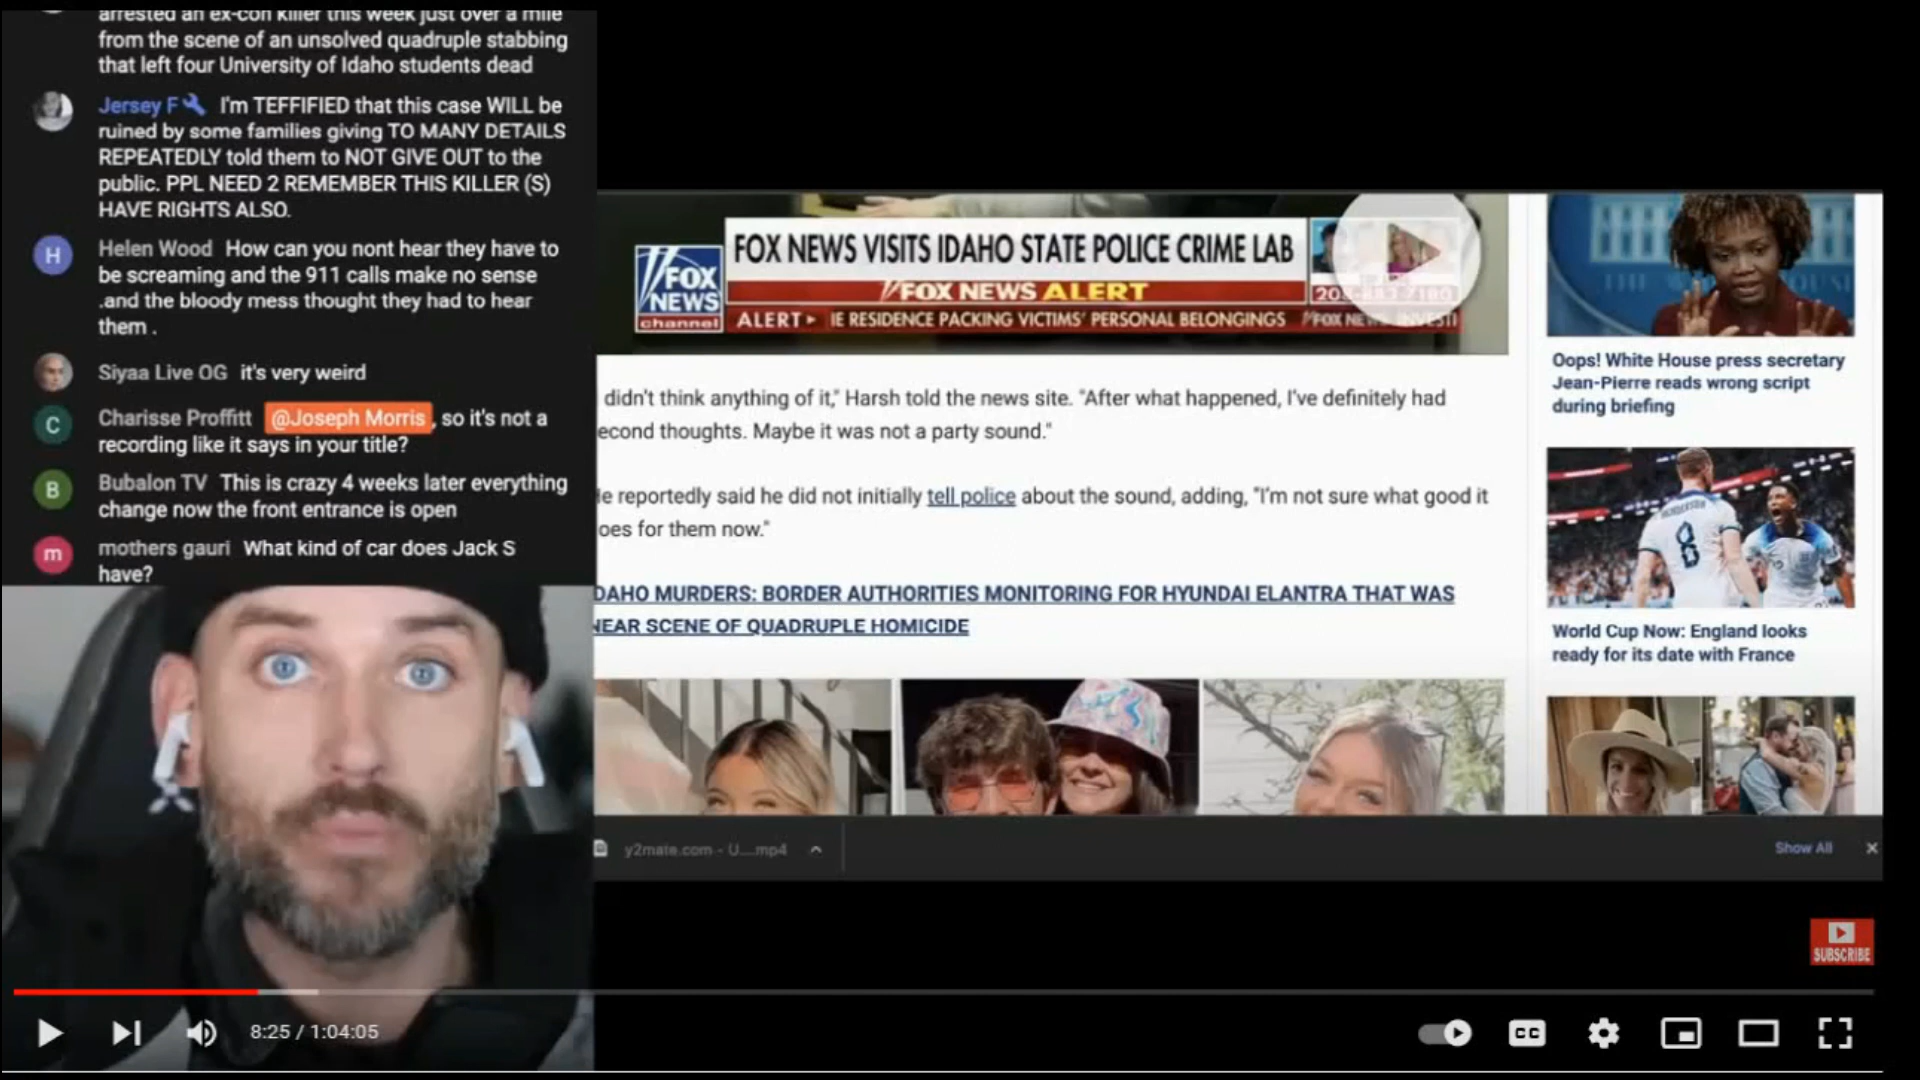 arrested an ex-con killer this week just over a mile
from the scene of an unsolved quadruple stabbing
that left four University of Idaho students dead
Jersey F I'm TEFFIFIED that this case WILL be
ruined by some families giving TO MANY DETAILS
REPEATEDLY told them to NOT GIVE OUT to the
public. PPL NEED 2 REMEMBER THIS KILLER (S)
HAVE RIGHTS ALSO.
H
Helen Wood How can you nont hear they have to
be screaming and the 911 calls make no sense
.and the bloody mess thought they had to hear
them .
Siyaa Live OG it's very weird
C
Charisse Proffitt @Joseph Morris, so it's not a
recording like it says in your title?
B
Bubalon TV This is crazy 4 weeks later everything
change now the front entrance is open
m
mothers gauri What kind of car does Jack S
have?
FOX NEWS VISITS IDAHO STATE POLICE CRIME LAB
FOX NEWS ALERT
FOX
NEWS
channel
ALERT IE RESIDENCE PACKING VICTIMS' PERSONAL BELONGINGS
didn't think anything of it," Harsh told the news site. "After what happened, I've definitely had
econd thoughts. Maybe it was not a party sound."
e reportedly said he did not initially tell police about the sound, adding, "I'm not sure what good it
oes for them now."
DAHO MURDERS: BORDER AUTHORITIES MONITORING FOR HYUNDAI ELANTRA THAT WAS
NEAR SCENE OF QUADRUPLE HOMICIDE
Oops! White House press secretary
Jean-Pierre reads wrong script
during briefing
HENDERSON
8
World Cup Now: England looks
ready for its date with France
y2mate.com - U....mp4
Show All
SUBSCRIBE
8:25 / 1:04:05
CC